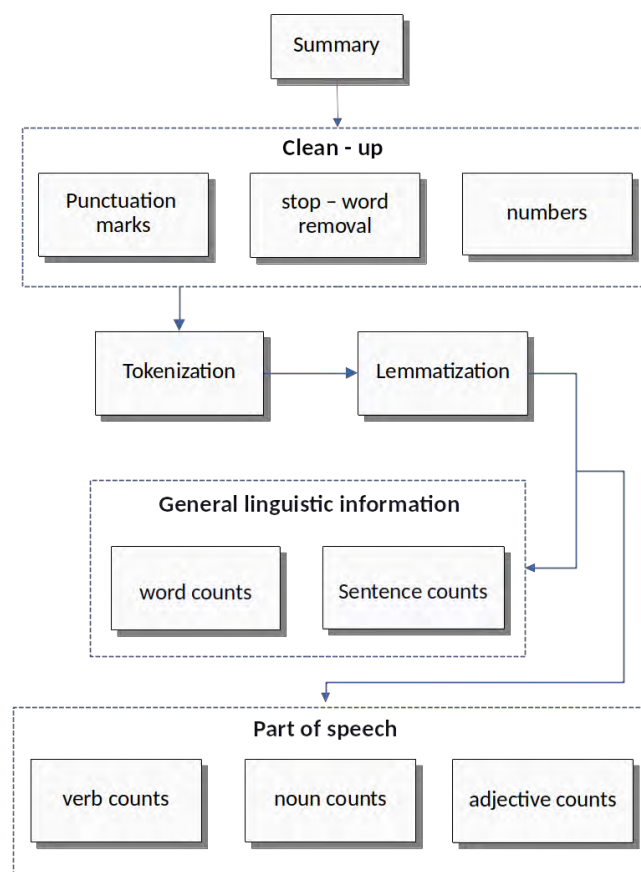 Summary
Clean - up
Punctuation
marks
stop – word
removal
numbers
Tokenization
Lemmatization
General linguistic information
word counts
Sentence counts
Part of speech
verb counts
noun counts
adjective counts